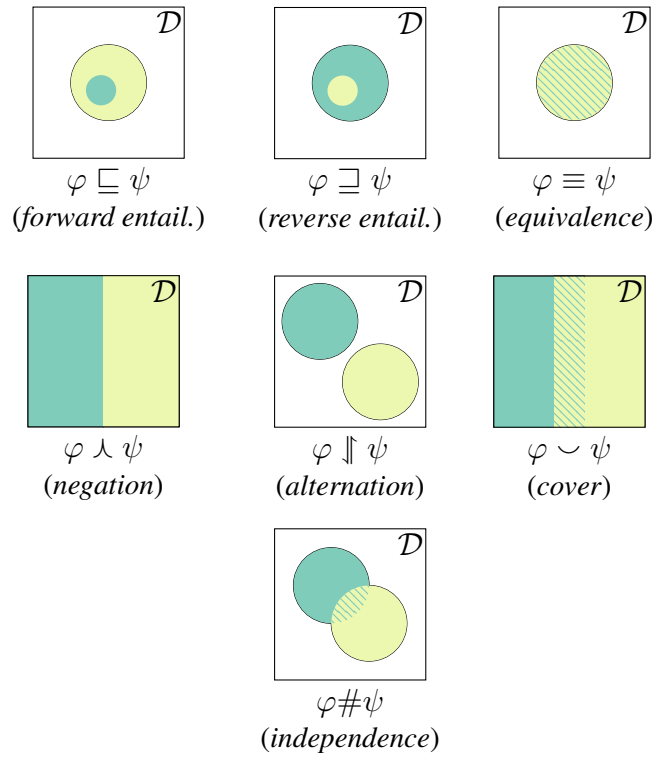 𝒟 𝒟 𝒟
φ ⊑ ψ φ ⊒ ψ φ ≡ ψ
(forward entail.) (reverse entail.) (equivalence)
𝒟 𝒟 𝒟
φ ⋏ ψ φ ⥯ ψ φ ⌣ ψ
(negation) (alternation) (cover)
𝒟
φ#ψ
(independence)